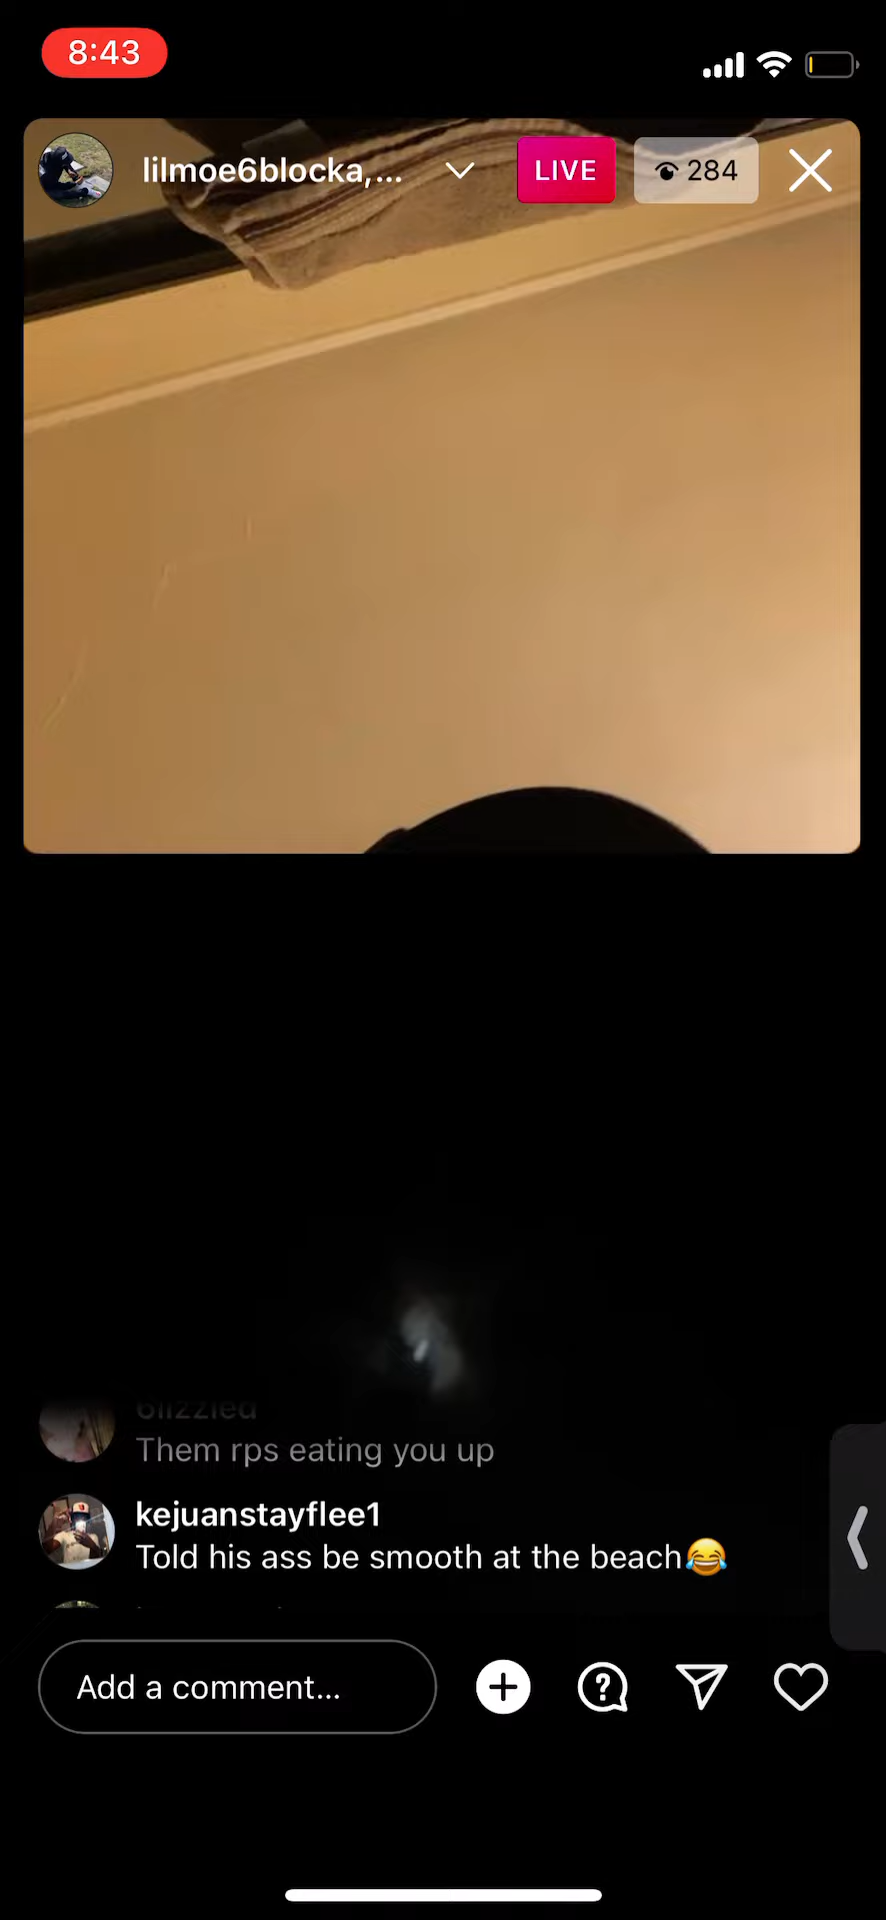 8:43
lilmoe6blocka,...
LIVE
284
6lizzled
Them rps eating you up
kejuanstayflee1
Told his ass be smooth at the beach😂
Add a comment...